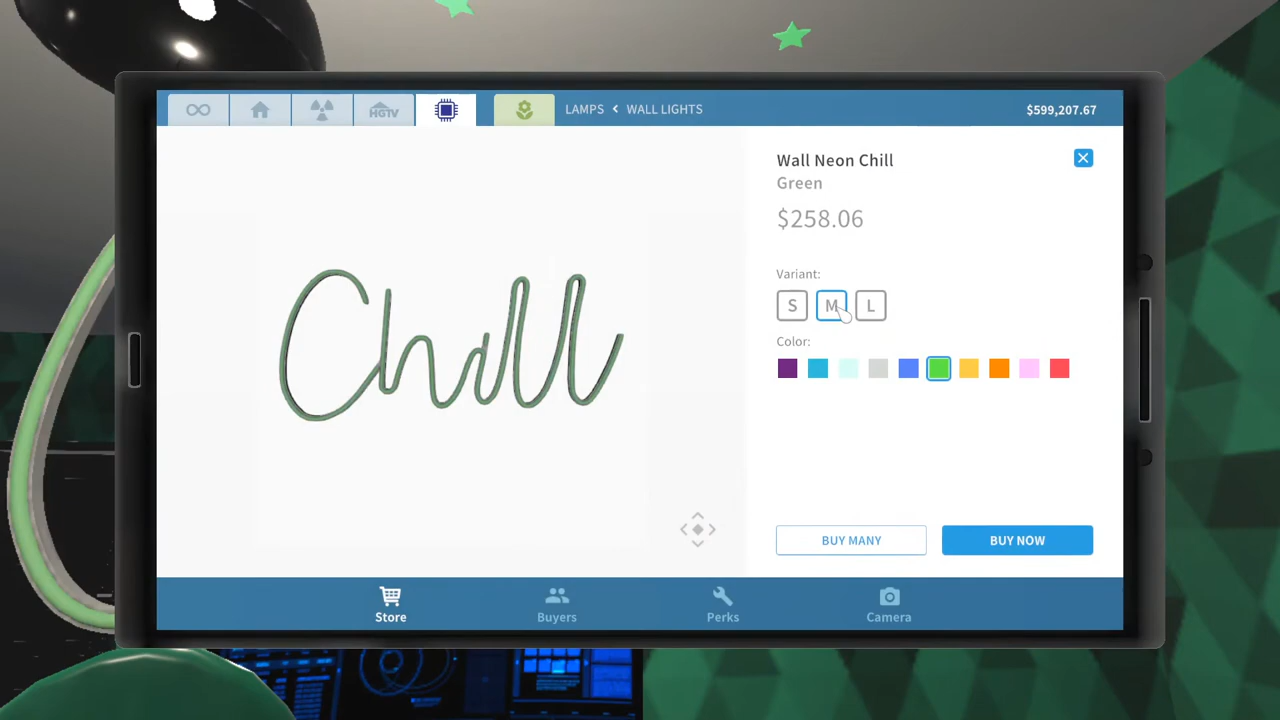 HGTV
LAMPS < WALL LIGHTS
$599,207.67
Wall Neon Chill
Green
$258.06
Variant:
S M L
Color:
Chill
BUY MANY
BUY NOW
Store
Buyers
Perks
Camera